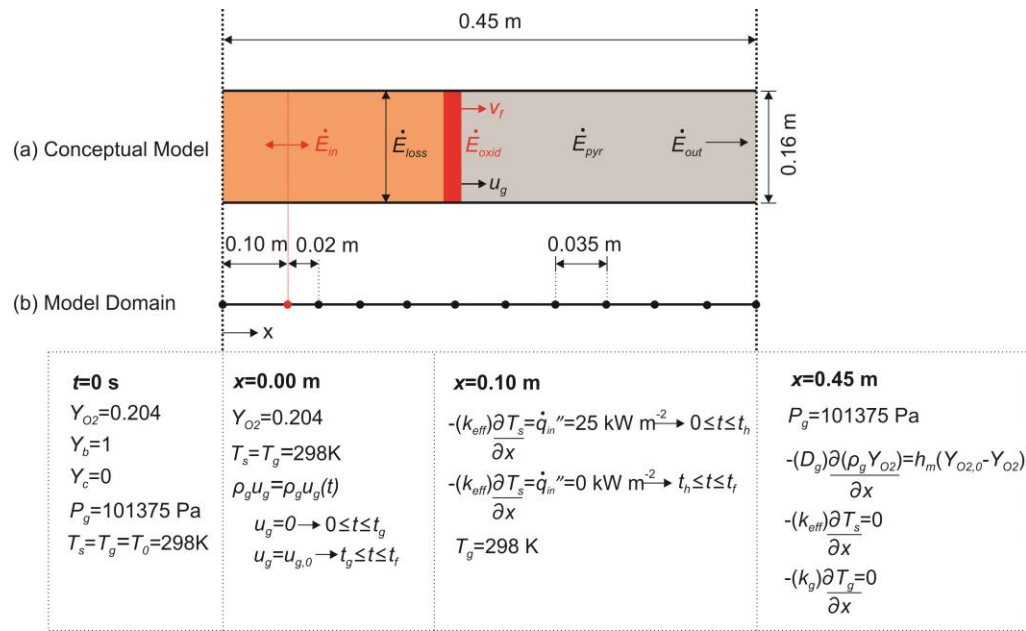 0.45 m
(a) Conceptual Model
Ė_in
Ė_loss
v_f
Ė_oxid
u_g
Ė_pyr
Ė_out
0.16 m
0.10 m
0.02 m
0.035 m
(b) Model Domain
x
t=0 s
Y_O2=0.204
Y_b=1
Y_c=0
P_g=101375 Pa
T_s=T_g=T_0=298K
x=0.00 m
Y_O2=0.204
T_s=T_g=298K
ρ_g u_g=ρ_g u_g(t)
u_g=0→0≤t≤t_g
u_g=u_g,0→t_g≤t≤t_f
x=0.10 m
-(k_eff)∂T_s/∂x=q̇_in″=25 kW m⁻²→0≤t≤t_h
-(k_eff)∂T_s/∂x=q̇_in″=0 kW m⁻²→t_h≤t≤t_f
T_g=298 K
x=0.45 m
P_g=101375 Pa
-(D_g)∂(ρ_g Y_O2)/∂x=h_m(Y_O2,0-Y_O2)
-(k_eff)∂T_s/∂x=0
-(k_g)∂T_g/∂x=0